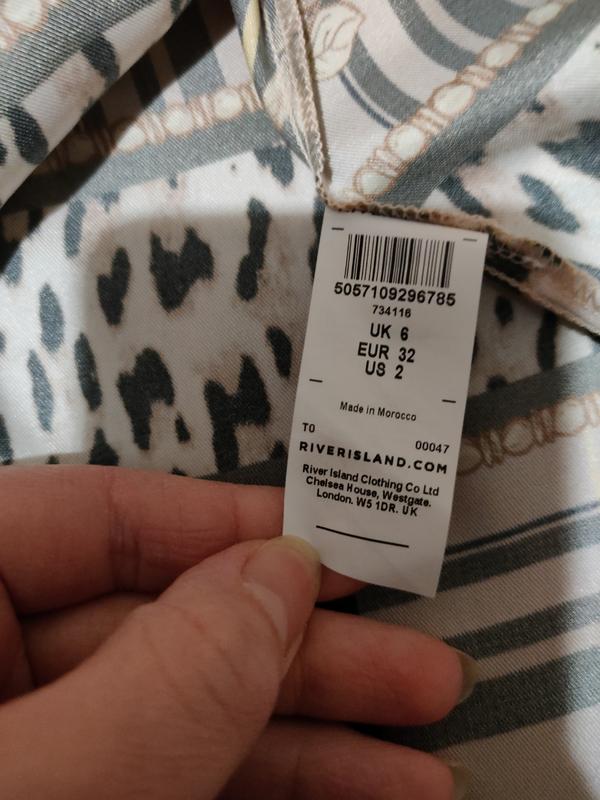 5057109296785
734116
UK 6
EUR 32
US 2
Made in Morocco
TO 00047
RIVERISLAND.COM
River Island Clothing Co Ltd
Chelsea House, Westgate.
London. W5 1DR. UK